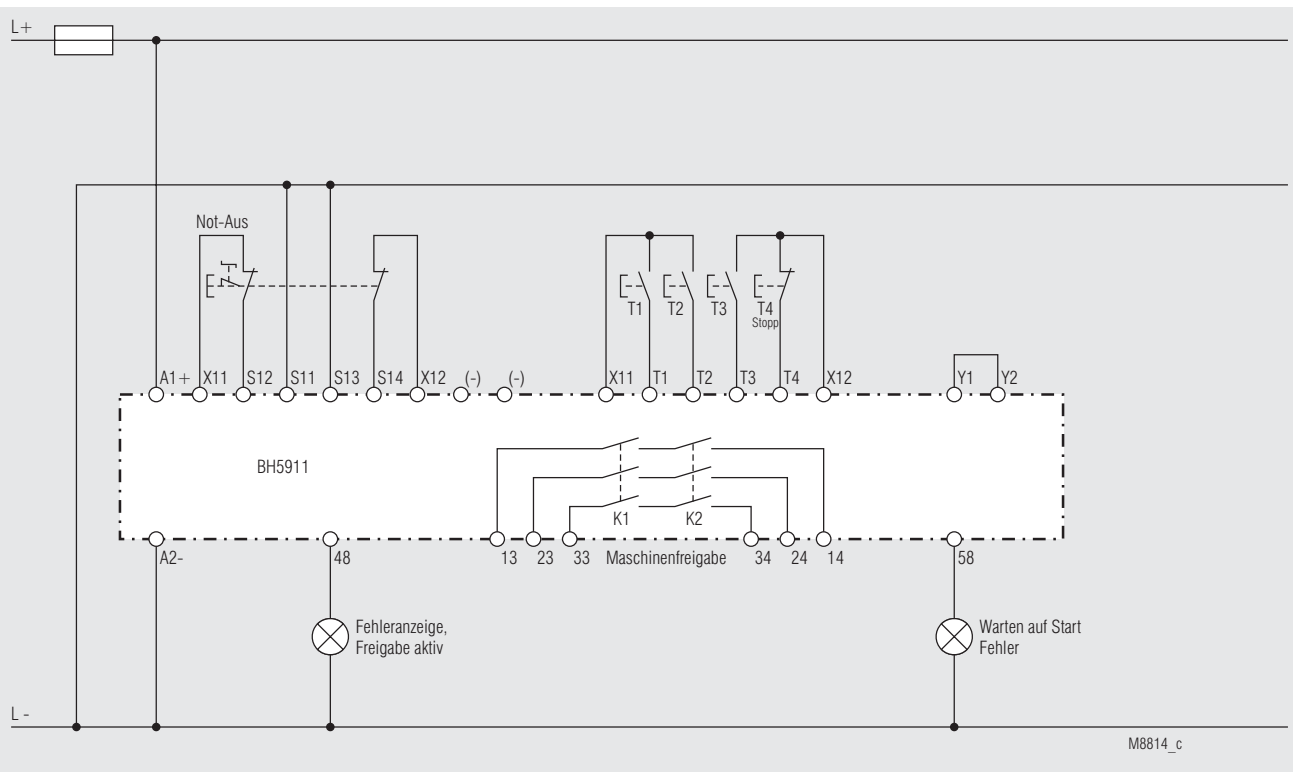 L+
Not-Aus
T1
T2
T3
T4
Stopp
A1+
X11
S12
S11
S13
S14
X12
(-)
(-)
X11
T1
T2
T3
T4
X12
Y1
Y2
BH5911
K1
K2
A2-
48
13
23
33
Maschinenfreigabe
34
24
14
58
Fehleranzeige,
Freigabe aktiv
Warten auf Start
Fehler
L -
M8814_c